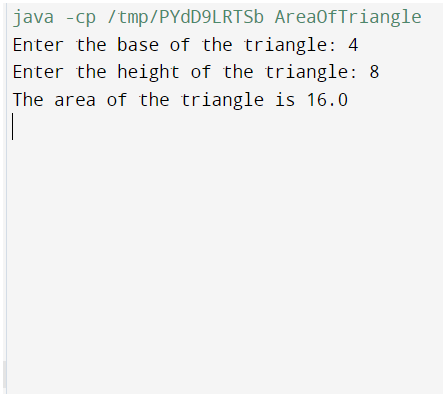 java -cp /tmp/PYdD9LRTSb AreaOfTriangle
Enter the base of the triangle: 4
Enter the height of the triangle: 8
The area of the triangle is 16.0